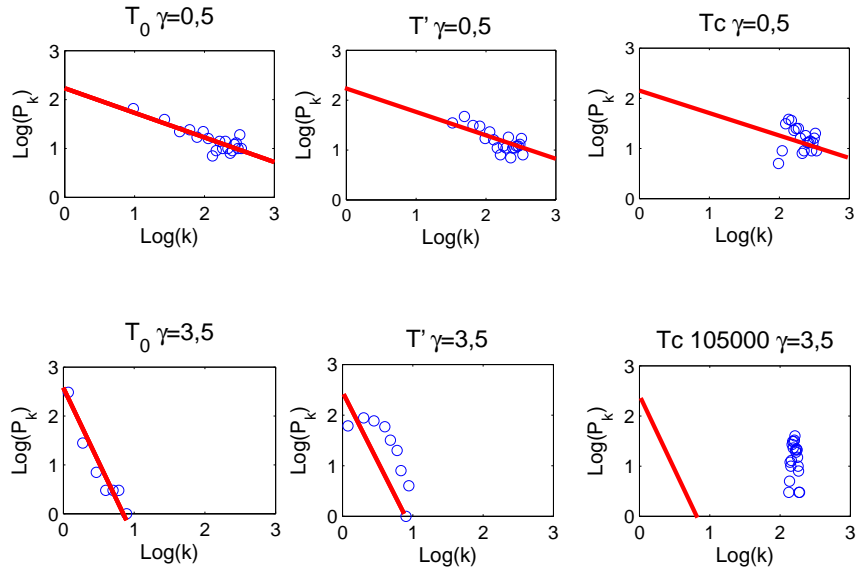 T₀ γ=0,5
T' γ=0,5
Tc γ=0,5
3
2
1
0
Log(Pₖ)
0 1 2 3
Log(k)
3
2
1
0
Log(Pₖ)
0 1 2 3
Log(k)
3
2
1
0
Log(Pₖ)
0 1 2 3
Log(k)
T₀ γ=3,5
T' γ=3,5
Tc 105000 γ=3,5
3
2
1
0
Log(Pₖ)
0 1 2 3
Log(k)
3
2
1
0
Log(Pₖ)
0 1 2 3
Log(k)
3
2
1
0
Log(Pₖ)
0 1 2 3
Log(k)